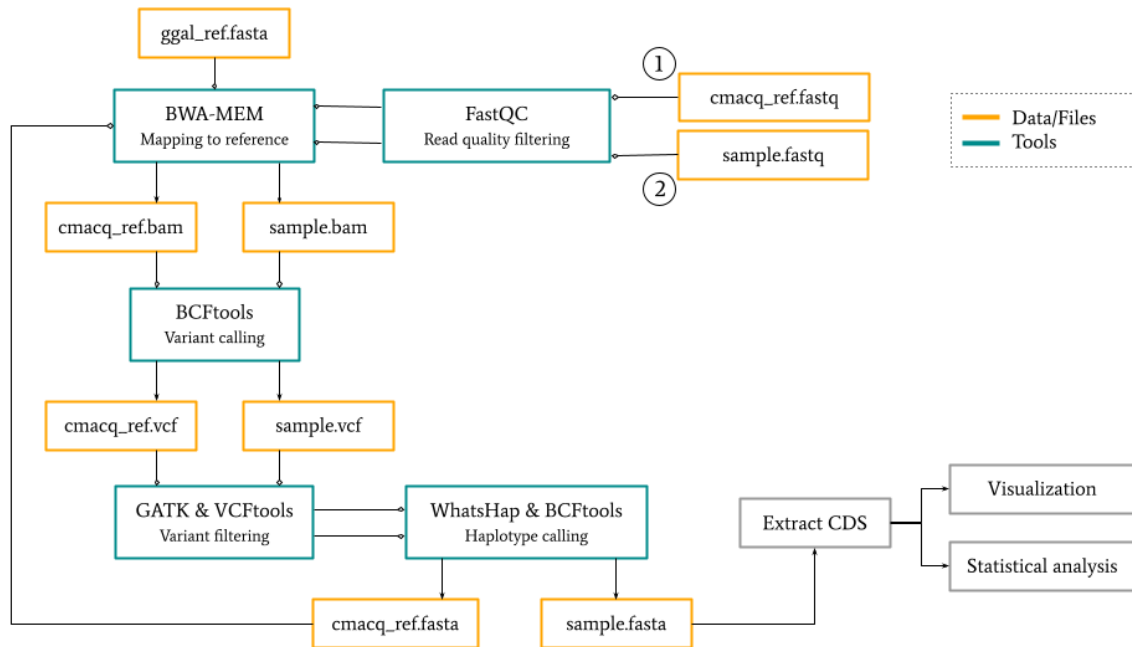 ggal_ref.fasta
1
BWA-MEM
Mapping to reference
FastQC
Read quality filtering
cmacq_ref.fastq
sample.fastq
2
Data/Files
Tools
cmacq_ref.bam
sample.bam
BCFtools
Variant calling
cmacq_ref.vcf
sample.vcf
GATK & VCFtools
Variant filtering
WhatsHap & BCFtools
Haplotype calling
Extract CDS
Visualization
Statistical analysis
cmacq_ref.fasta
sample.fasta